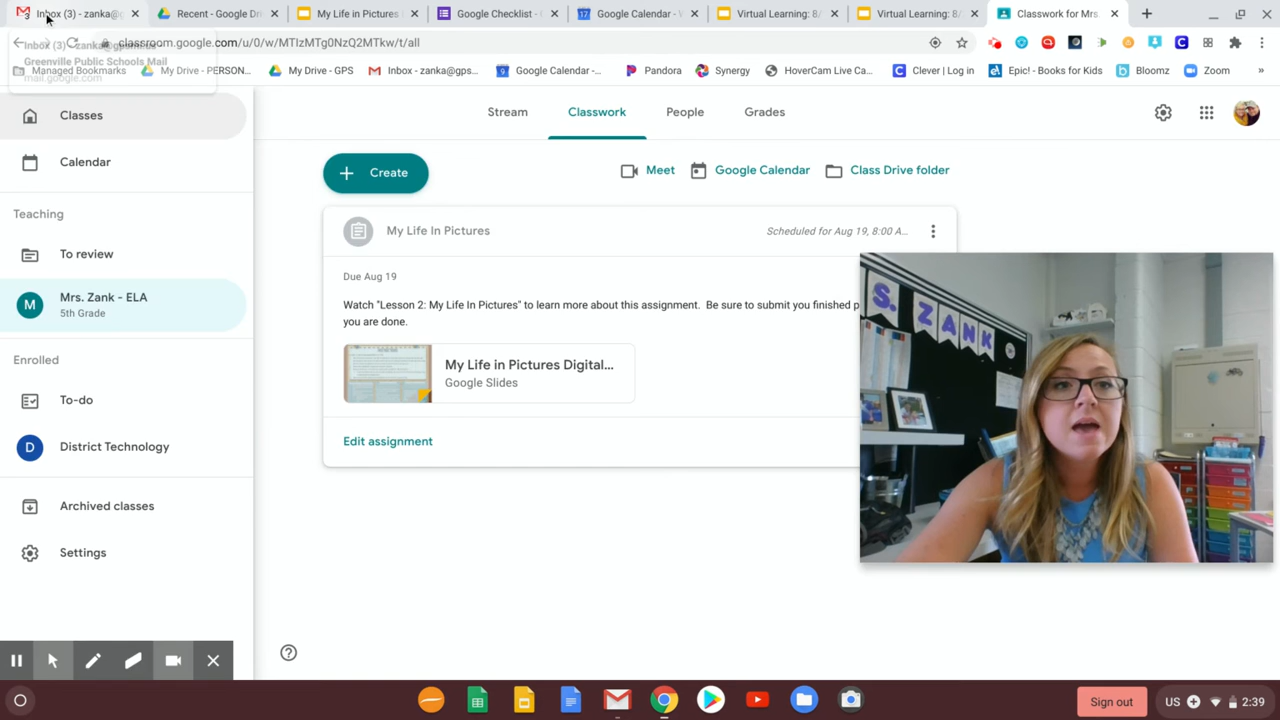 Inbox (3) - zanka@g
Recent - Google Dri
My Life in Pictures
Google Checklist -
Google Calendar - W
Virtual Learning: 8/
Virtual Learning: 8/
Classwork for Mrs.
Inbox (3) - zanka@gpsmi.us
classroom.google.com/u/0/w/MTIzMTg0NzQ2MTkw/t/all
Greenville Public Schools Mail
mail.google.com
Managed Bookmarks
My Drive - PERSON...
My Drive - GPS
Inbox - zanka@gps...
Google Calendar -...
Pandora
Synergy
HoverCam Live Ca...
Clever | Log in
Epic! - Books for Kids
Bloomz
Zoom
»
Classes
Calendar
Teaching
To review
M
Mrs. Zank - ELA
5th Grade
Enrolled
To-do
D
District Technology
Archived classes
Settings
Stream
Classwork
People
Grades
Create
Meet
Google Calendar
Class Drive folder
My Life In Pictures
Scheduled for Aug 19, 8:00 A...
Due Aug 19
Watch "Lesson 2: My Life In Pictures" to learn more about this assignment. Be sure to submit you finished p
you are done.
My Life in Pictures Digital...
Google Slides
Edit assignment
S. ZANK
Sign out
US
2:39